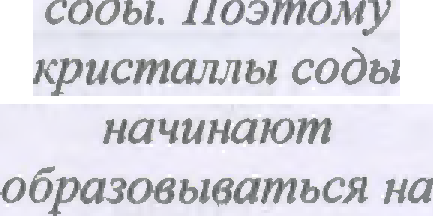 соды. Поэтому
кристаллы соды
начинают
образовываться на